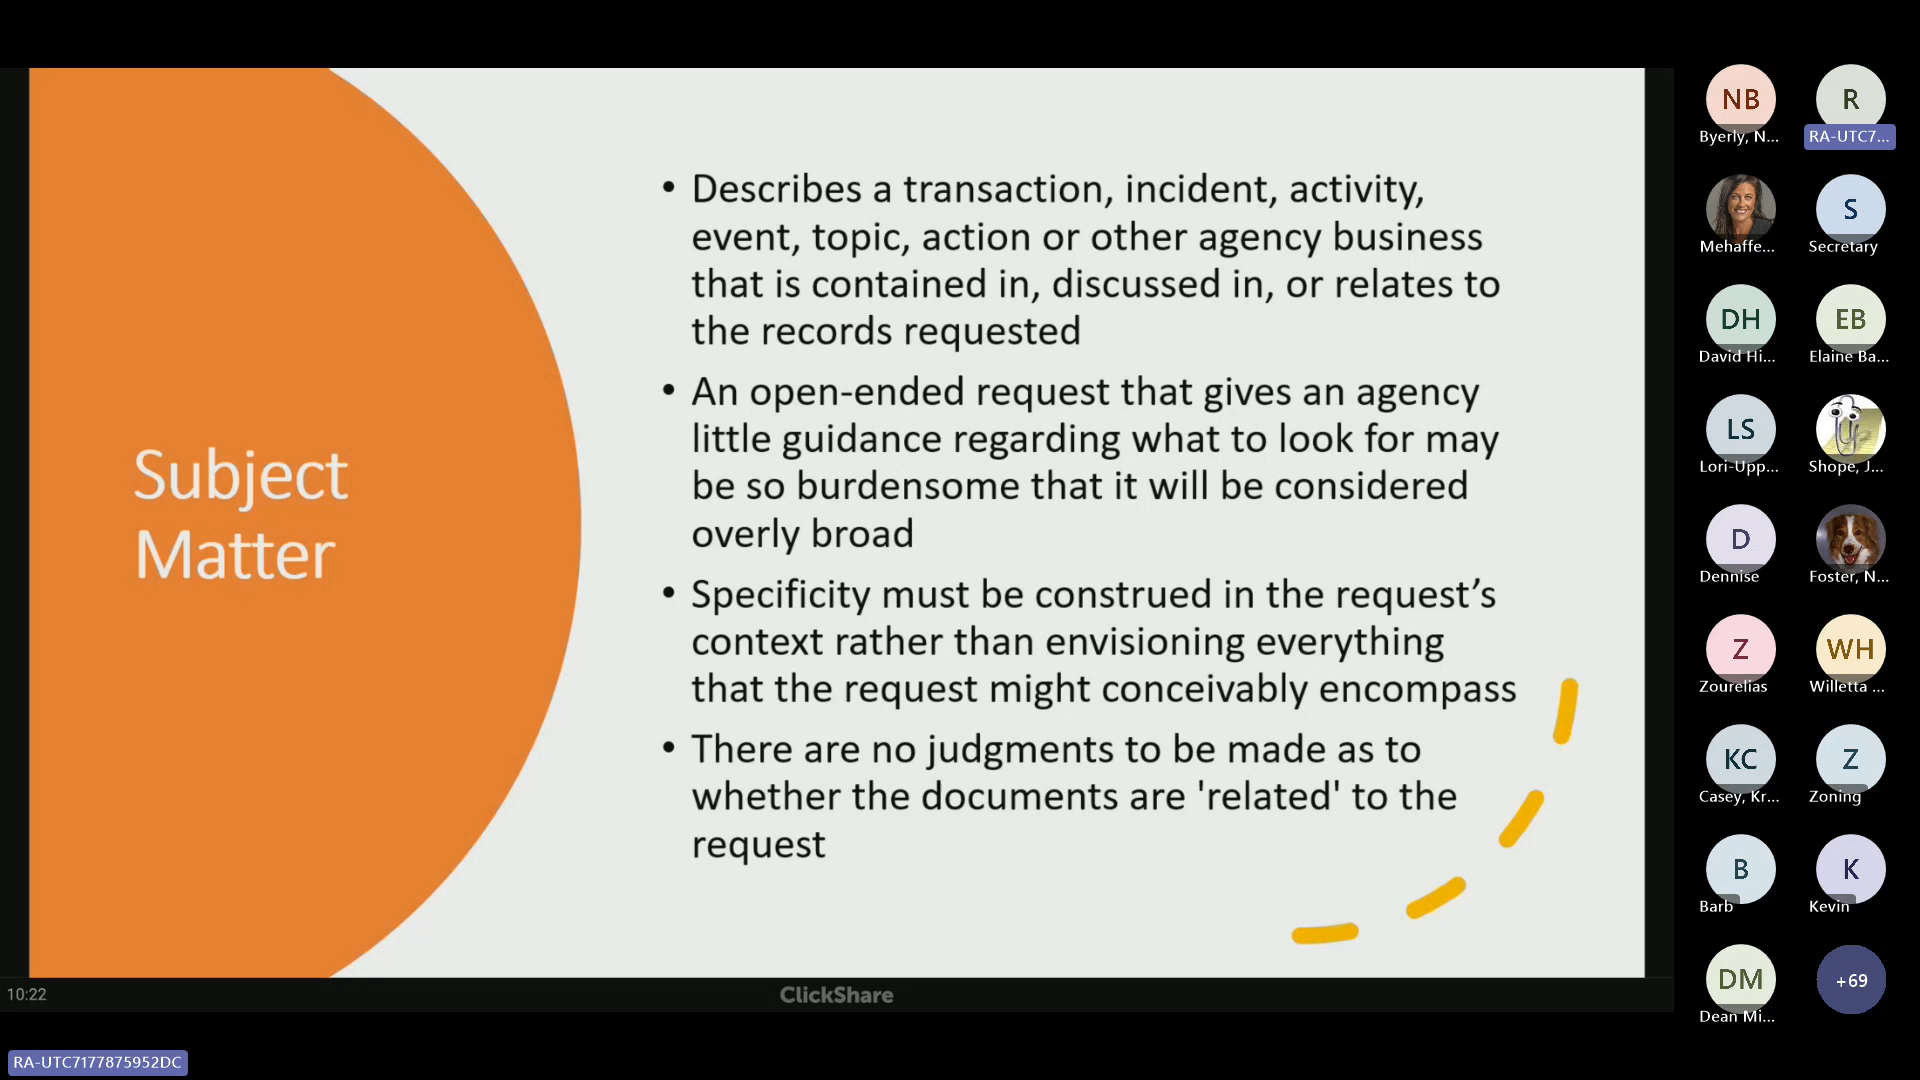 Subject
Matter
• Describes a transaction, incident, activity,
event, topic, action or other agency business
that is contained in, discussed in, or relates to
the records requested
• An open-ended request that gives an agency
little guidance regarding what to look for may
be so burdensome that it will be considered
overly broad
• Specificity must be construed in the request’s
context rather than envisioning everything
that the request might conceivably encompass
• There are no judgments to be made as to
whether the documents are 'related' to the
request
10:22
ClickShare
RA-UTC7177875952DC
NB
Byerly, N...
R
RA-UTC7...
Mehaffe...
S
Secretary
DH
David Hi...
EB
Elaine Ba...
LS
Lori-Upp...
Shope, J...
D
Dennise
Foster, N...
Z
Zourelias
WH
Willetta ...
KC
Casey, Kr...
Z
Zoning
B
Barb
K
Kevin
DM
Dean Mi...
+69